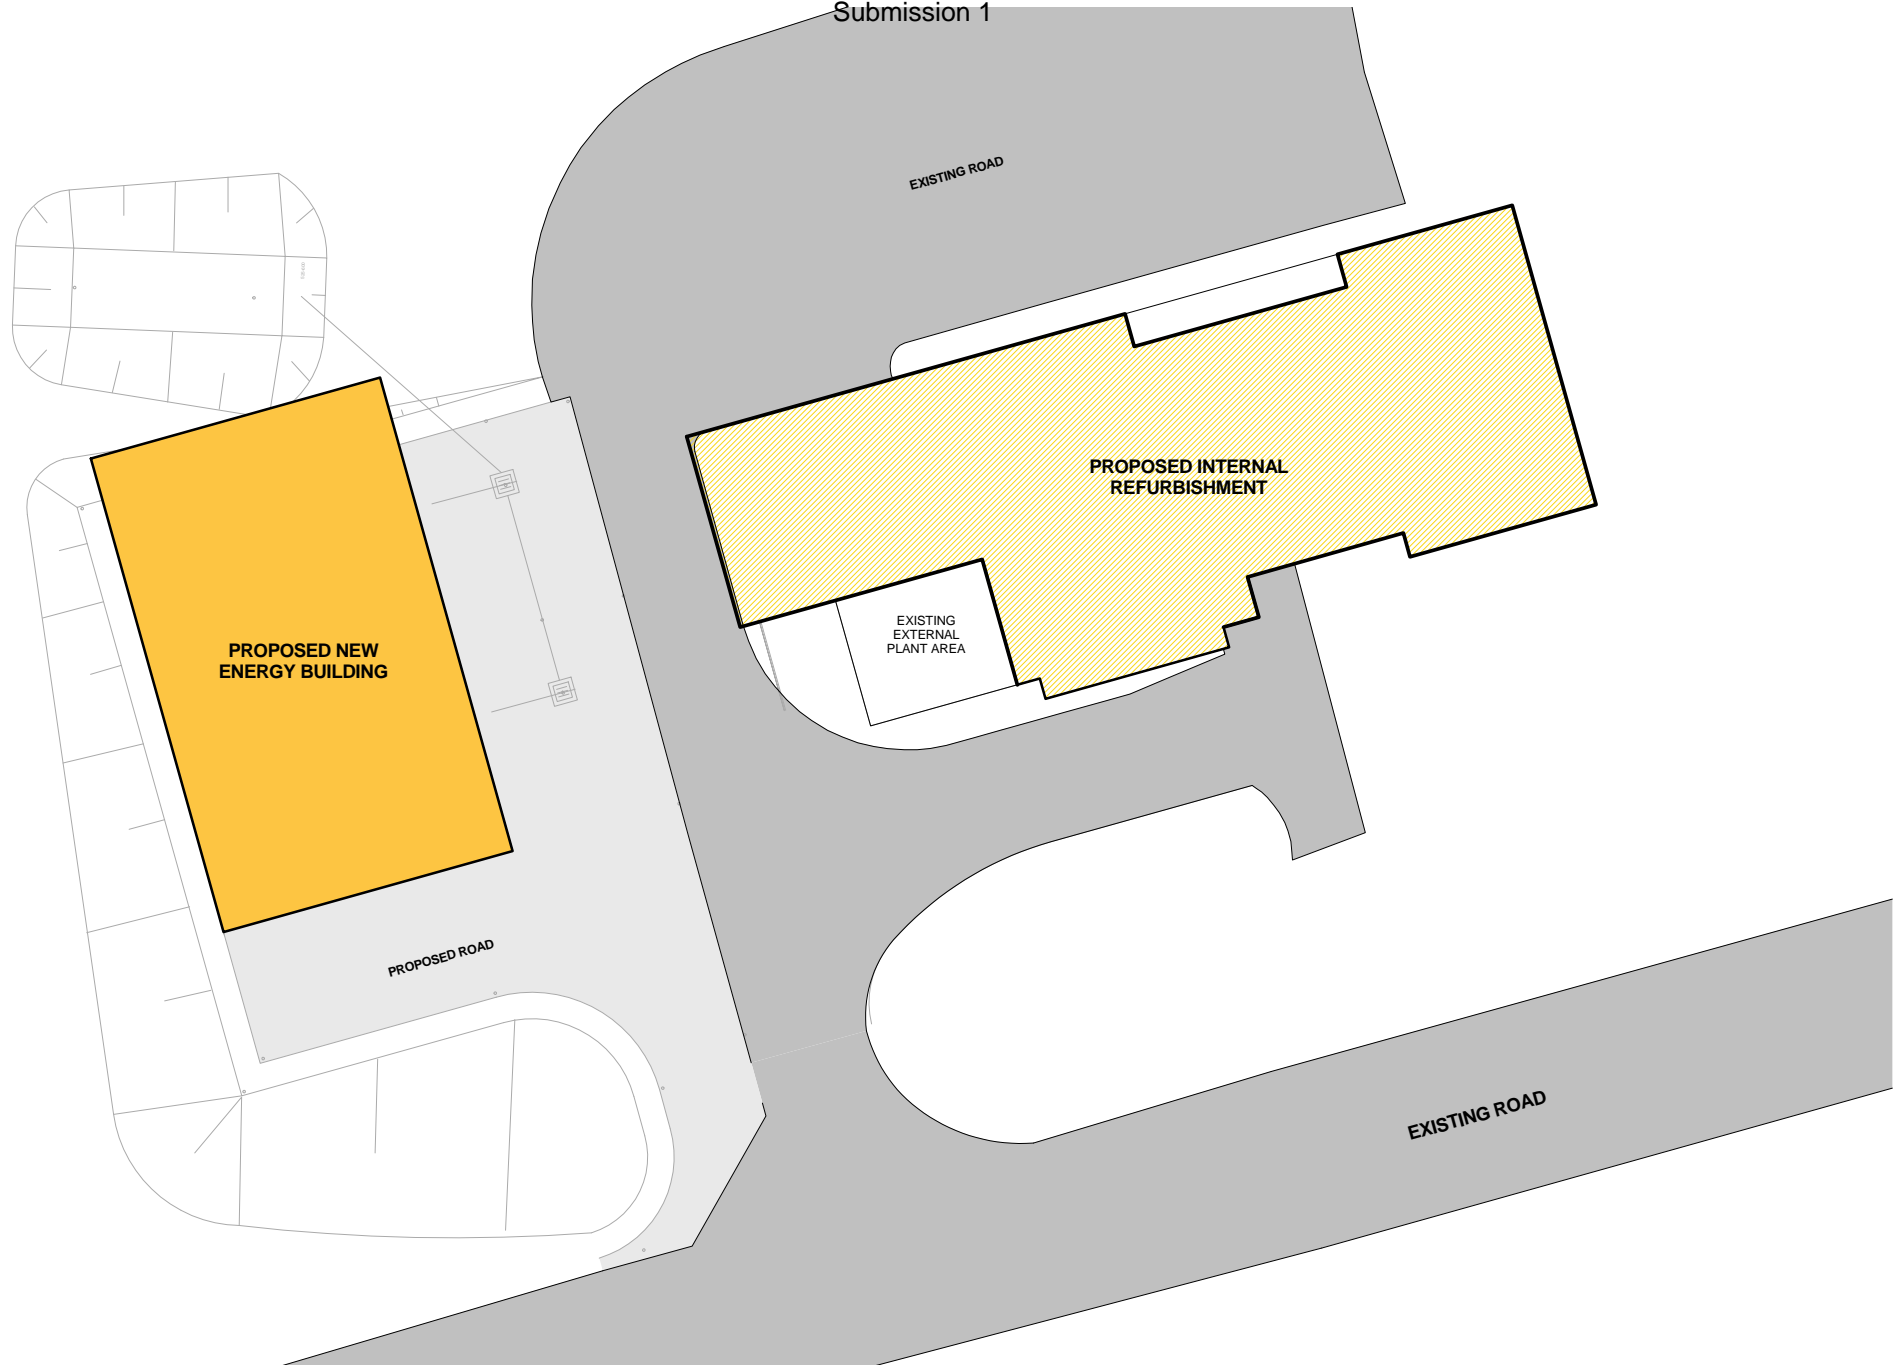 Submission 1
EXISTING ROAD
PROPOSED INTERNAL
REFURBISHMENT
EXISTING
EXTERNAL
PLANT AREA
PROPOSED NEW
ENERGY BUILDING
PROPOSED ROAD
EXISTING ROAD